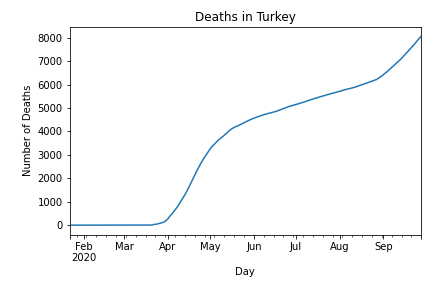 Deaths in Turkey
Number of Deaths
8000
7000
6000
5000
4000
3000
2000
1000
0
Feb Mar Apr May Jun Jul Aug Sep
2020
Day